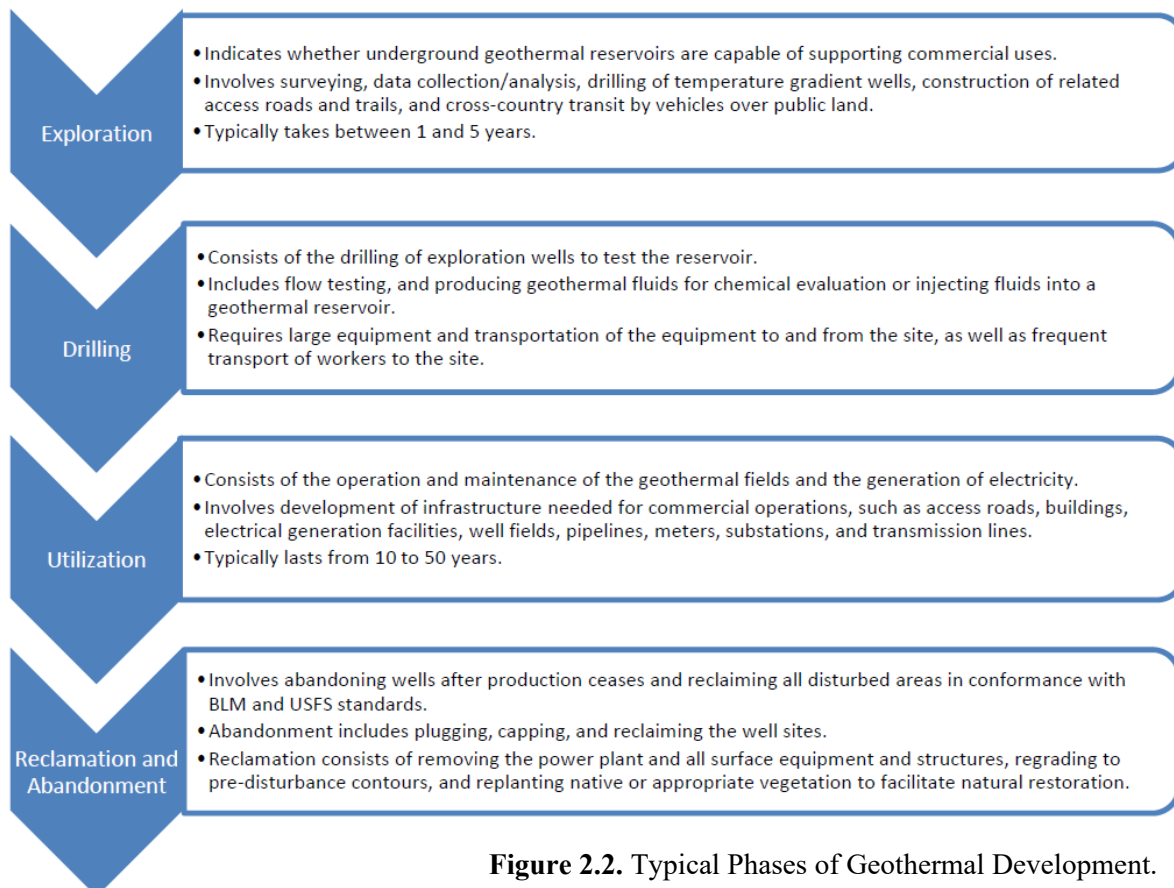 Exploration
• Indicates whether underground geothermal reservoirs are capable of supporting commercial uses.
• Involves surveying, data collection/analysis, drilling of temperature gradient wells, construction of related
access roads and trails, and cross-country transit by vehicles over public land.
• Typically takes between 1 and 5 years.
Drilling
• Consists of the drilling of exploration wells to test the reservoir.
• Includes flow testing, and producing geothermal fluids for chemical evaluation or injecting fluids into a
geothermal reservoir.
• Requires large equipment and transportation of the equipment to and from the site, as well as frequent
transport of workers to the site.
Utilization
• Consists of the operation and maintenance of the geothermal fields and the generation of electricity.
• Involves development of infrastructure needed for commercial operations, such as access roads, buildings,
electrical generation facilities, well fields, pipelines, meters, substations, and transmission lines.
• Typically lasts from 10 to 50 years.
Reclamation and
Abandonment
• Involves abandoning wells after production ceases and reclaiming all disturbed areas in conformance with
BLM and USFS standards.
• Abandonment includes plugging, capping, and reclaiming the well sites.
• Reclamation consists of removing the power plant and all surface equipment and structures, regrading to
pre-disturbance contours, and replanting native or appropriate vegetation to facilitate natural restoration.
Figure 2.2. Typical Phases of Geothermal Development.